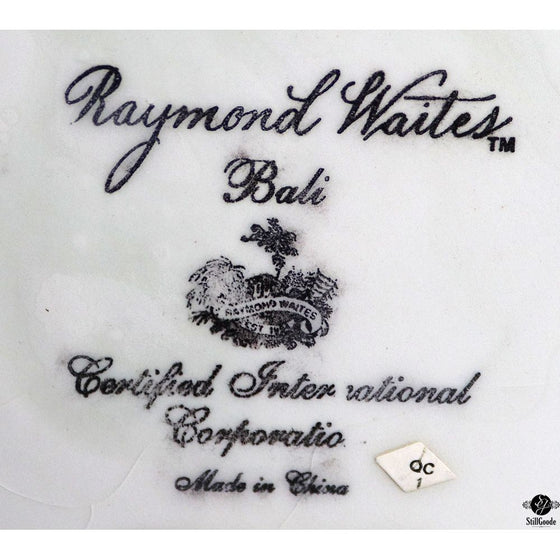 Raymond Waites™
Bali
RAYMOND WAITES
Certified Inter ational
Corporatio
Made in China
QC
1
StillGoode